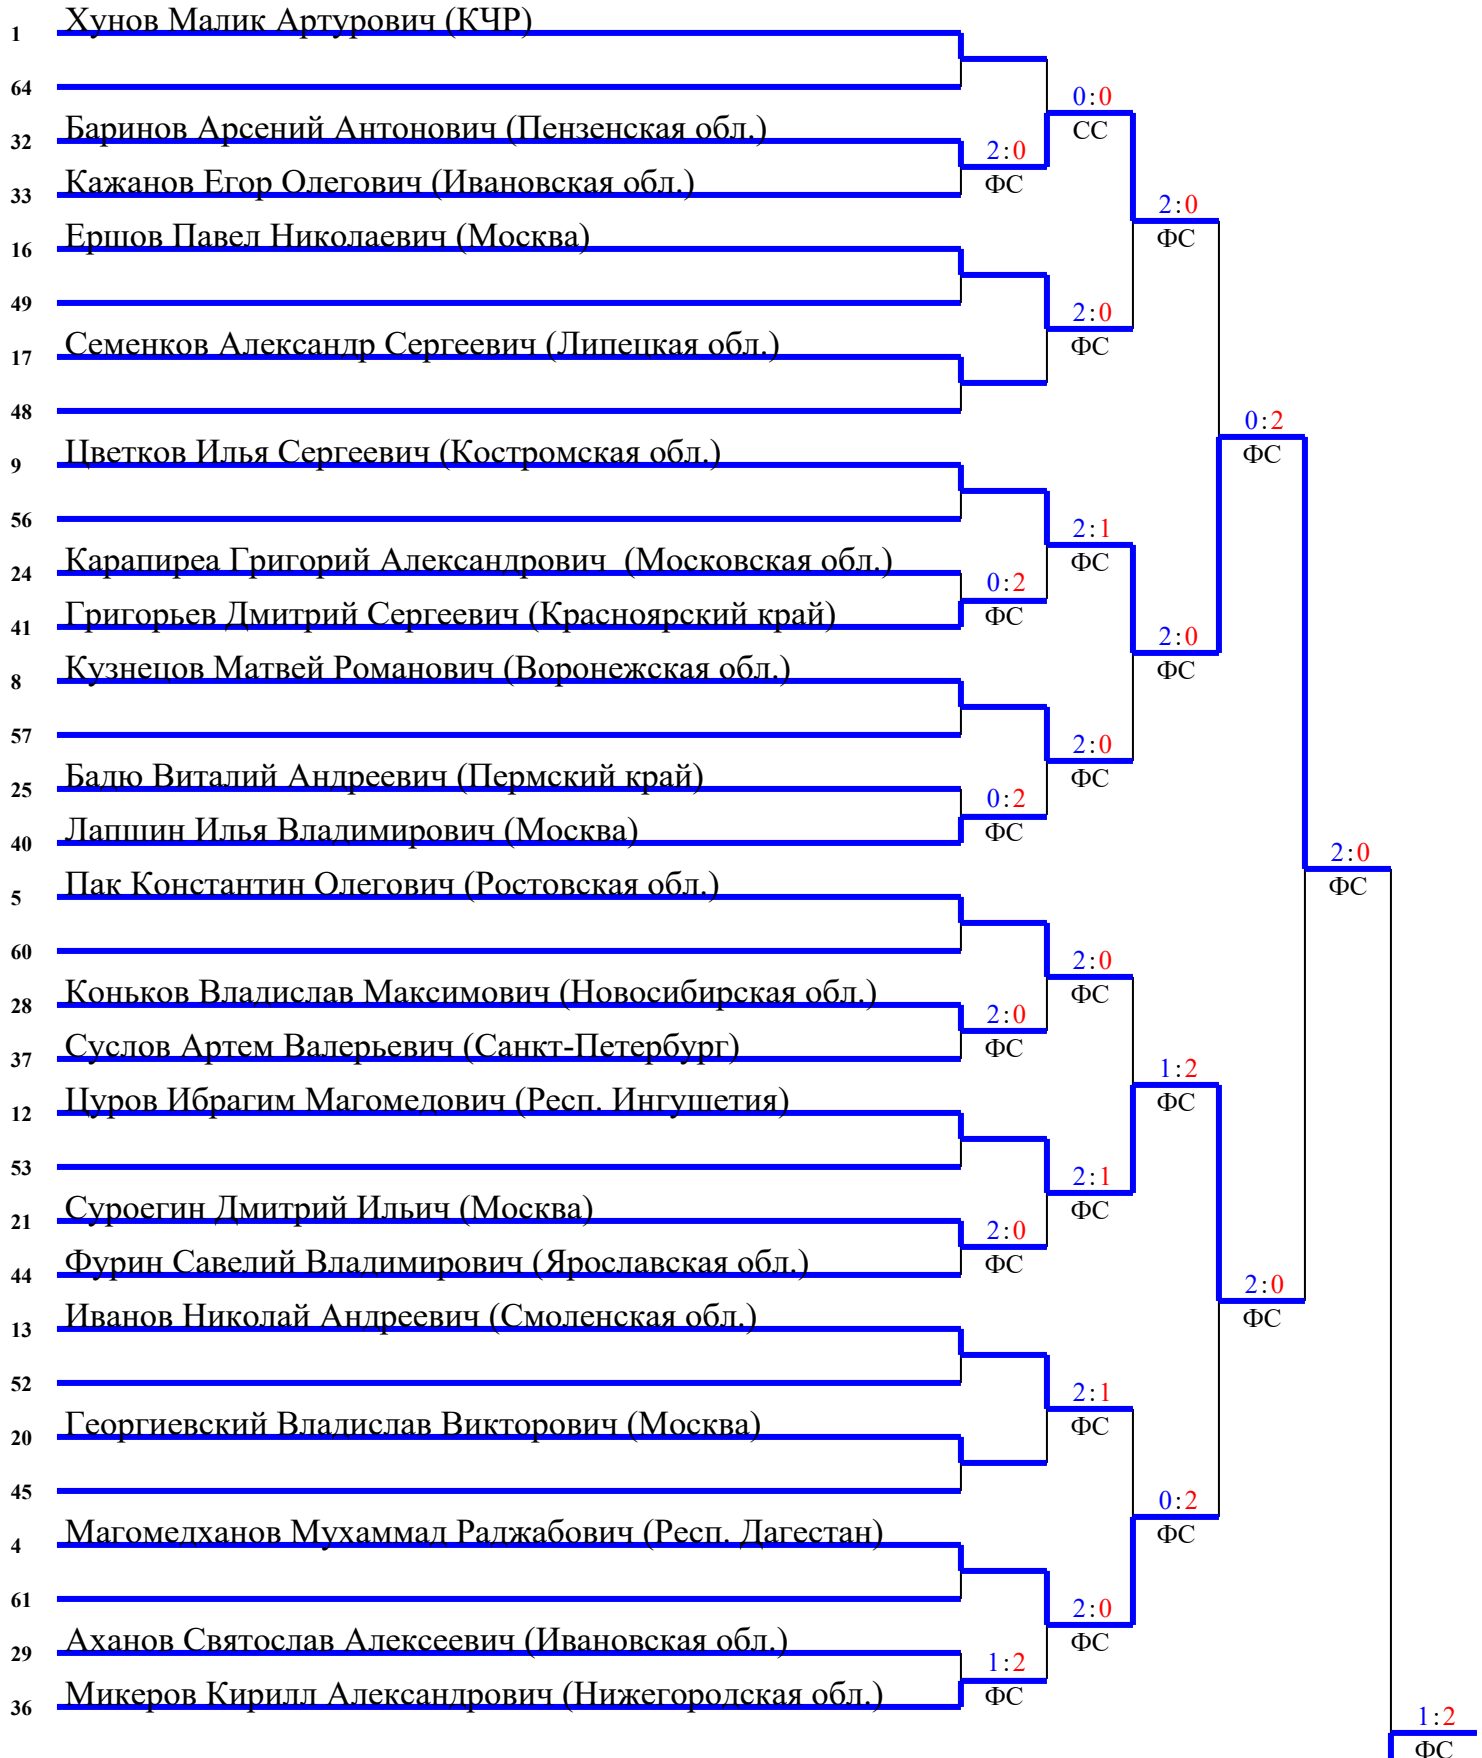 1 Хунов Малик Артурович (КЧР)
64
0:0
СС
32 Баринов Арсений Антонович (Пензенская обл.)
2:0
ФС
33 Кажанов Егор Олегович (Ивановская обл.)
2:0
ФС
16 Ершов Павел Николаевич (Москва)
49
2:0
ФС
17 Семенков Александр Сергеевич (Липецкая обл.)
48
0:2
ФС
9 Цветков Илья Сергеевич (Костромская обл.)
56
2:1
ФС
24 Карапиреа Григорий Александрович (Московская обл.)
0:2
ФС
41 Григорьев Дмитрий Сергеевич (Красноярский край)
2:0
ФС
8 Кузнецов Матвей Романович (Воронежская обл.)
57
2:0
ФС
25 Бадю Виталий Андреевич (Пермский край)
0:2
ФС
40 Лапшин Илья Владимирович (Москва)
2:0
ФС
5 Пак Константин Олегович (Ростовская обл.)
60
2:0
ФС
28 Коньков Владислав Максимович (Новосибирская обл.)
2:0
ФС
37 Суслов Артем Валерьевич (Санкт-Петербург)
1:2
ФС
12 Цуров Ибрагим Магомедович (Респ. Ингушетия)
53
2:1
ФС
21 Суроегин Дмитрий Ильич (Москва)
2:0
ФС
44 Фурин Савелий Владимирович (Ярославская обл.)
2:0
ФС
13 Иванов Николай Андреевич (Смоленская обл.)
52
2:1
ФС
20 Георгиевский Владислав Викторович (Москва)
45
0:2
ФС
4 Магомедханов Мухаммад Раджабович (Респ. Дагестан)
61
2:0
ФС
29 Аханов Святослав Алексеевич (Ивановская обл.)
1:2
ФС
36 Микеров Кирилл Александрович (Нижегородская обл.)
1:2
ФС